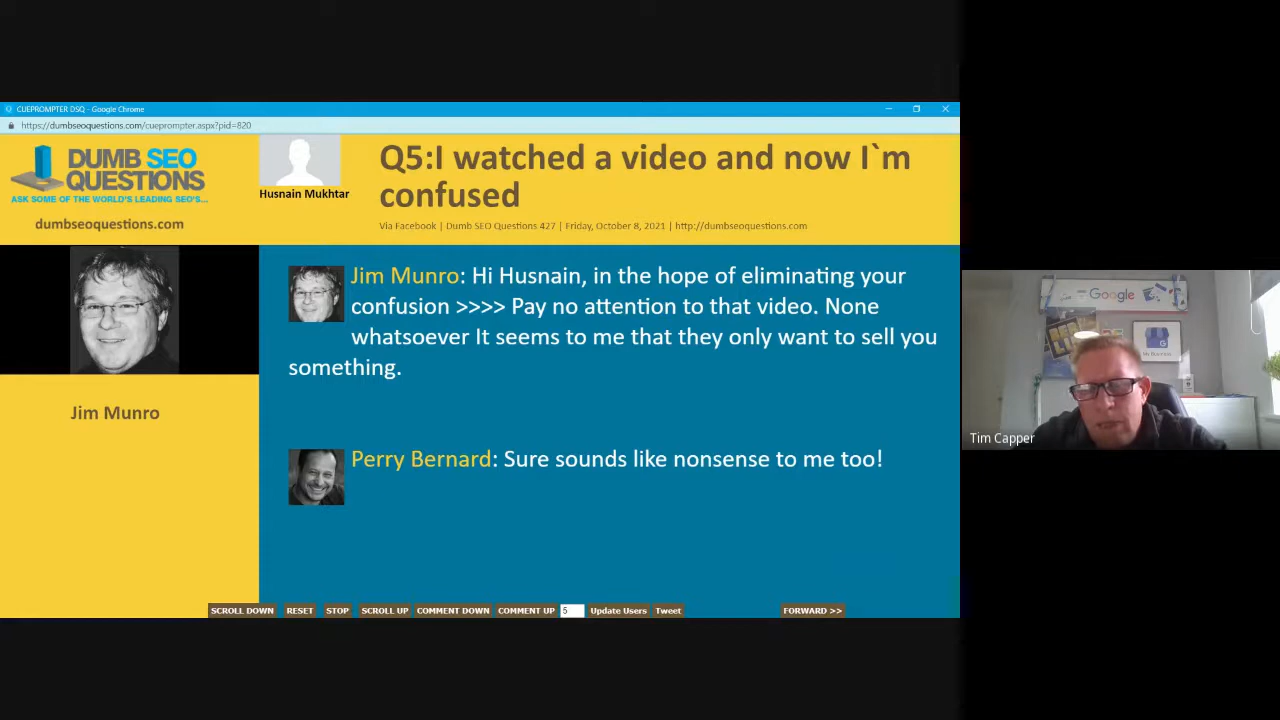 CUEPROMPTER DSQ - Google Chrome
https://dumbseoquestions.com/cueprompter.aspx?pid=820
DUMB SEO
QUESTIONS
ASK SOME OF THE WORLD'S LEADING SEO'S...
dumbseoquestions.com
Husnain Mukhtar
Q5:I watched a video and now I`m
confused
Via Facebook | Dumb SEO Questions 427 | Friday, October 8, 2021 | http://dumbseoquestions.com
Jim Munro
Jim Munro: Hi Husnain, in the hope of eliminating your
confusion >>>> Pay no attention to that video. None
whatsoever It seems to me that they only want to sell you
something.
Perry Bernard: Sure sounds like nonsense to me too!
SCROLL DOWN RESET STOP SCROLL UP COMMENT DOWN COMMENT UP 5 Update Users Tweet FORWARD >>
Google
Tim Capper